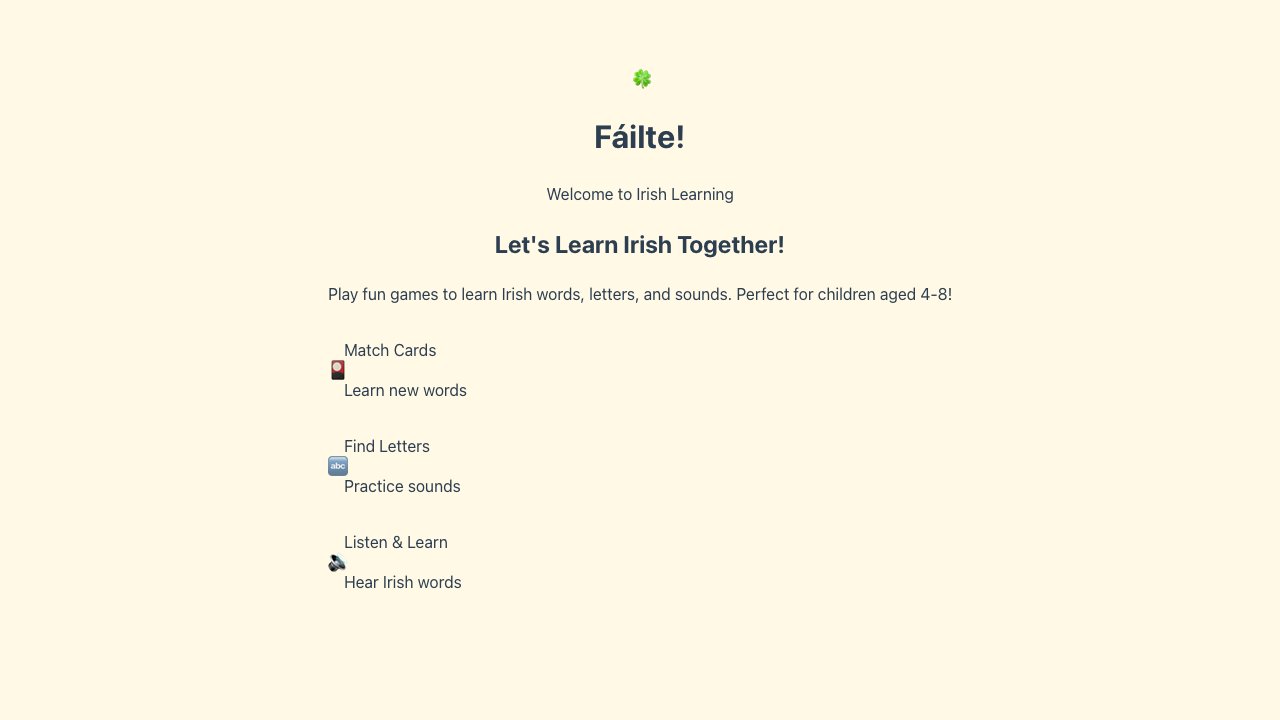 Fáilte!
Welcome to Irish Learning
Let's Learn Irish Together!
Play fun games to learn Irish words, letters, and sounds. Perfect for children aged 4-8!
Match Cards
Learn new words
Find Letters
abc
Practice sounds
Listen & Learn
Hear Irish words